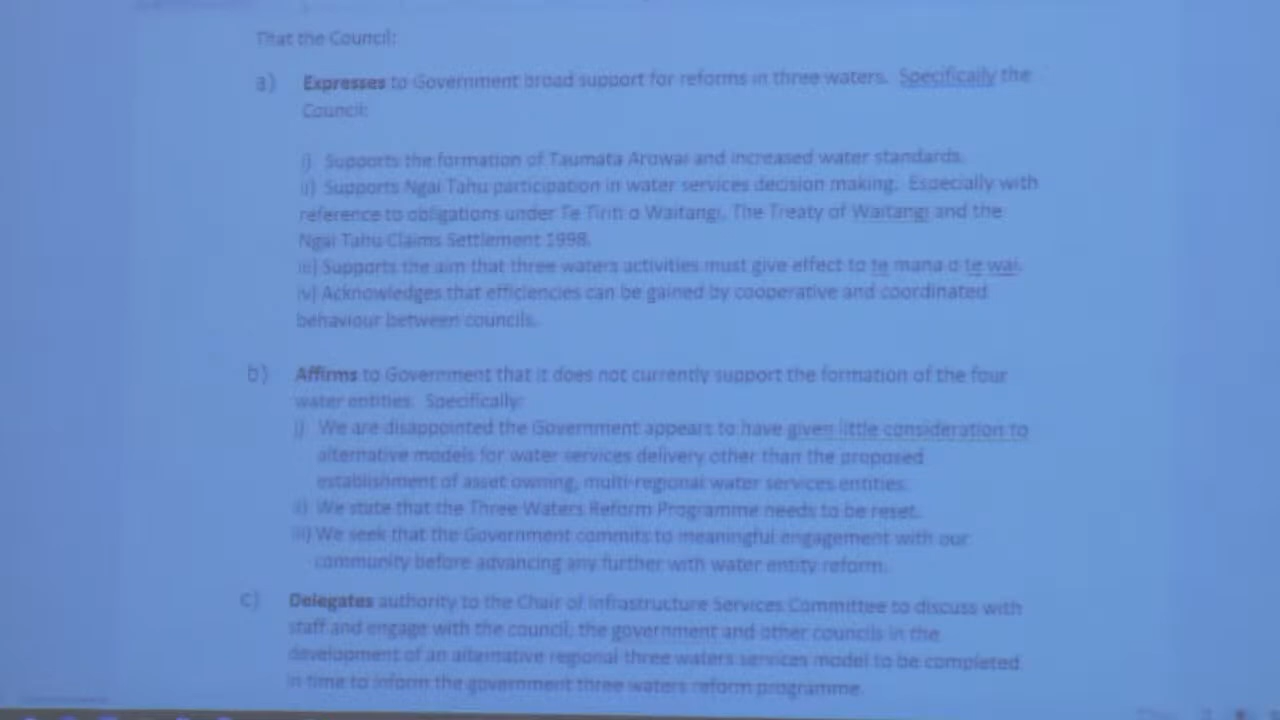 That the Council:
a) Expresses to Government broad support for reforms in three waters. Specifically the
Council:
i) Supports the formation of Taumata Arowai and increased water standards.
ii) Supports Ngai Tahu participation in water services decision making. Especially with
reference to obligations under Te Tiriti o Waitangi, The Treaty of Waitangi and the
Ngai Tahu Claims Settlement 1998.
iii) Supports the aim that three waters activities must give effect to te mana o te wai.
iv) Acknowledges that efficiencies can be gained by cooperative and coordinated
behaviour between councils.
b) Affirms to Government that it does not currently support the formation of the four
water entities. Specifically:
i) We are disappointed the Government appears to have given little consideration to
alternative models for water services delivery other than the proposed
establishment of asset owning, multi-regional water services entities.
ii) We state that the Three Waters Reform Programme needs to be reset.
iii) We seek that the Government commits to meaningful engagement with our
community before advancing any further with water entity reform.
c) Delegates authority to the Chair of Infrastructure Services Committee to discuss with
staff and engage with the council, the government and other councils in the
development of an alternative regional three waters services model to be completed
in time to inform the government three waters reform programme.